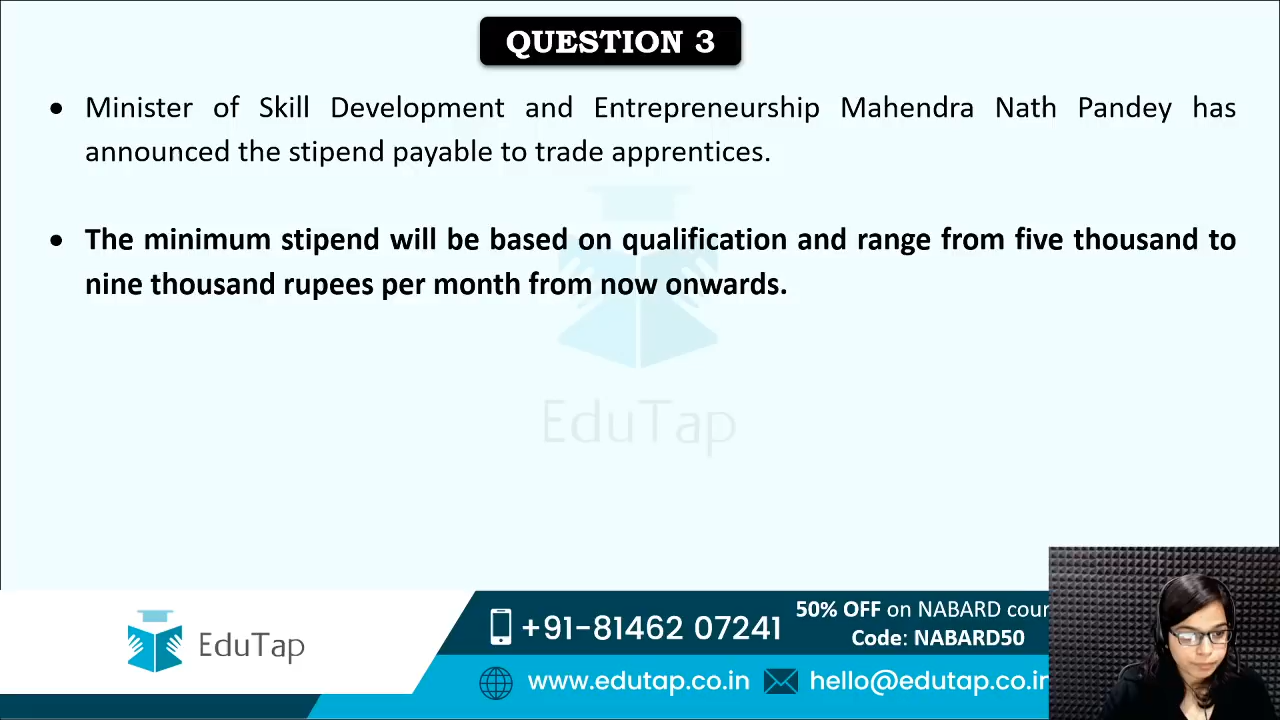 QUESTION 3
• Minister of Skill Development and Entrepreneurship Mahendra Nath Pandey has
announced the stipend payable to trade apprentices.
• The minimum stipend will be based on qualification and range from five thousand to
nine thousand rupees per month from now onwards.
EduTap
EduTap
+91-81462 07241
50% OFF on NABARD cour
Code: NABARD50
www.edutap.co.in
hello@edutap.co.in